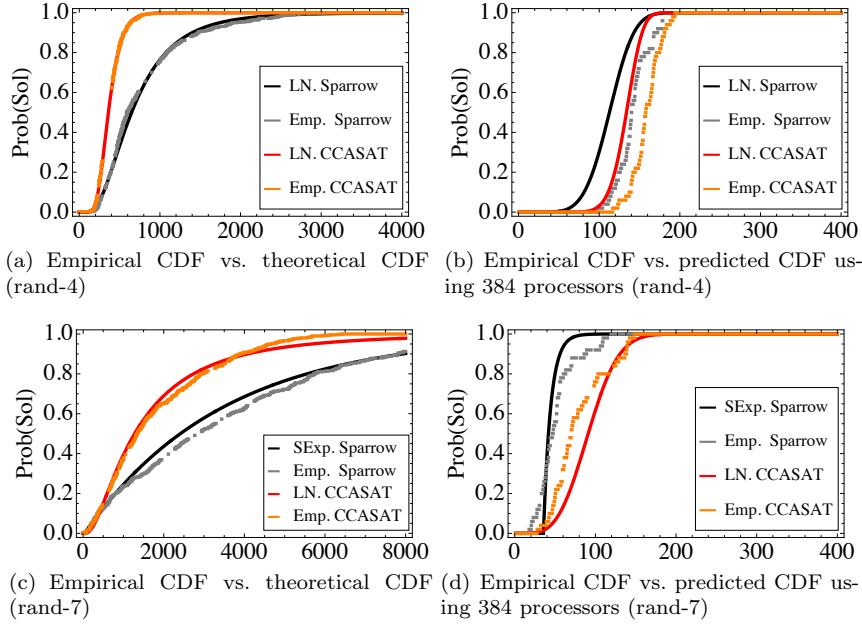 1.0
0.8
0.6
0.4
0.2
0.0
Prob(Sol)
LN. Sparrow
Emp. Sparrow
LN. CCASAT
Emp. CCASAT
0 1000 2000 3000 4000
(a) Empirical CDF vs. theoretical CDF
(rand-4)
1.0
0.8
0.6
0.4
0.2
0.0
Prob(Sol)
LN. Sparrow
Emp. Sparrow
LN. CCASAT
Emp. CCASAT
0 100 200 300 400
(b) Empirical CDF vs. predicted CDF us-
ing 384 processors (rand-4)
1.0
0.8
0.6
0.4
0.2
0.0
Prob(Sol)
SExp. Sparrow
Emp. Sparrow
LN. CCASAT
Emp. CCASAT
0 2000 4000 6000 8000
(c) Empirical CDF vs. theoretical CDF
(rand-7)
1.0
0.8
0.6
0.4
0.2
0.0
Prob(Sol)
SExp. Sparrow
Emp. Sparrow
LN. CCASAT
Emp. CCASAT
0 100 200 300 400
(d) Empirical CDF vs. predicted CDF us-
ing 384 processors (rand-7)